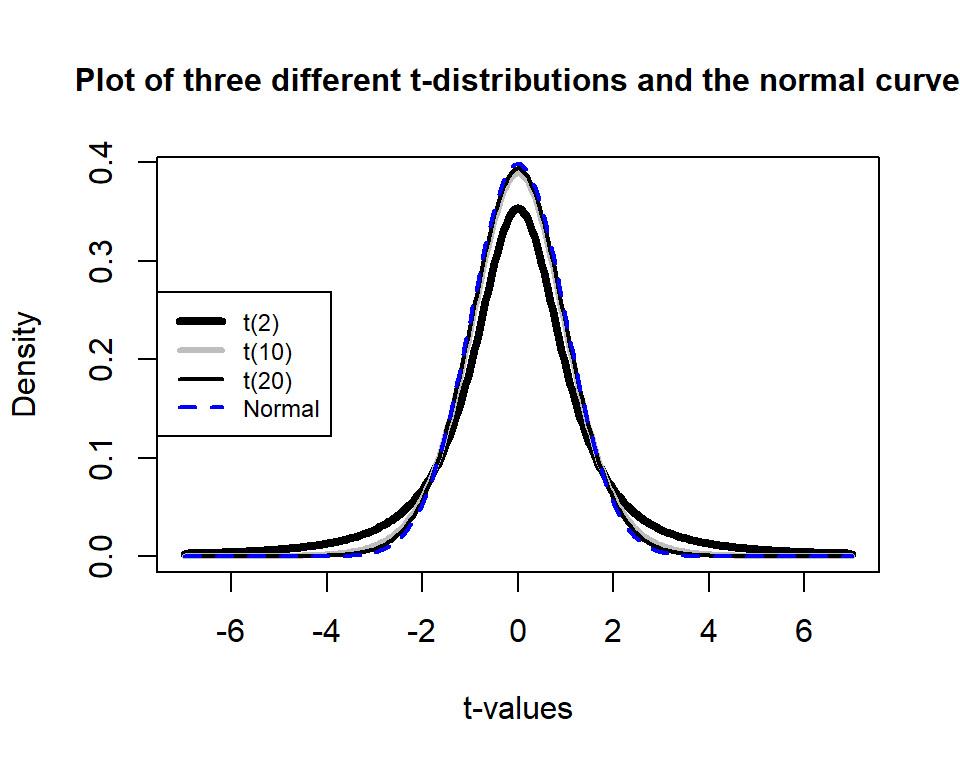 Plot of three different t-distributions and the normal curve
Density
0.4
0.3
0.2
0.1
0.0
t(2)
t(10)
t(20)
Normal
-6 -4 -2 0 2 4 6
t-values